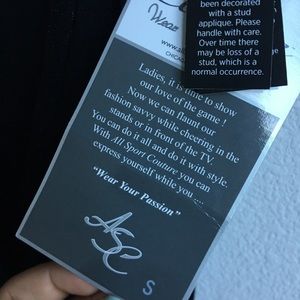 been decorated
with a stud
applique. Please
handle with care.
Over time there
may be loss of a
stud, which is a
normal occurrence.
Wear
www.
CHIC
Ladies, it is time to show
our love of the game !
Now we can flaunt our
fashion savvy while cheering in the
stands or in front of the TV.
You can do it all and do it with style.
With All Sport Couture you can
express yourself while you ....
"Wear Your Passion"
ASC
S